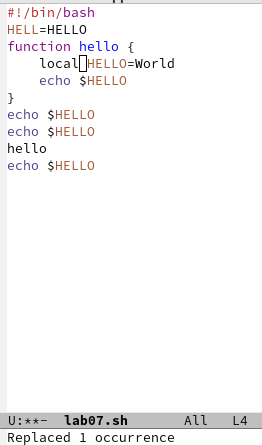 #!/bin/bash
HELL=HELLO
function hello {
    local HELLO=World
    echo $HELLO
}
echo $HELLO
echo $HELLO
hello
echo $HELLO
U:**-  lab07.sh       All   L4
Replaced 1 occurrence